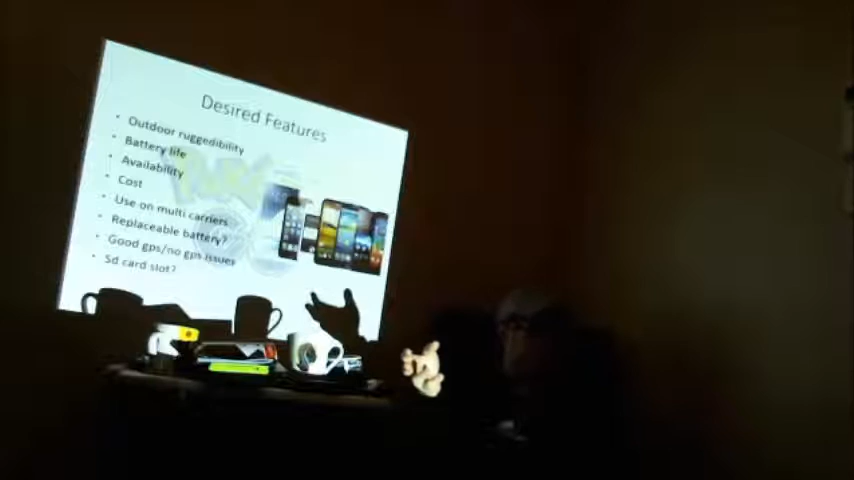 Desired Features
• Outdoor ruggedibility
• Battery life
• Availability
• Cost
• Use on multi carriers
• Replaceable battery?
• Good gps/no gps issues
• Sd card slot?